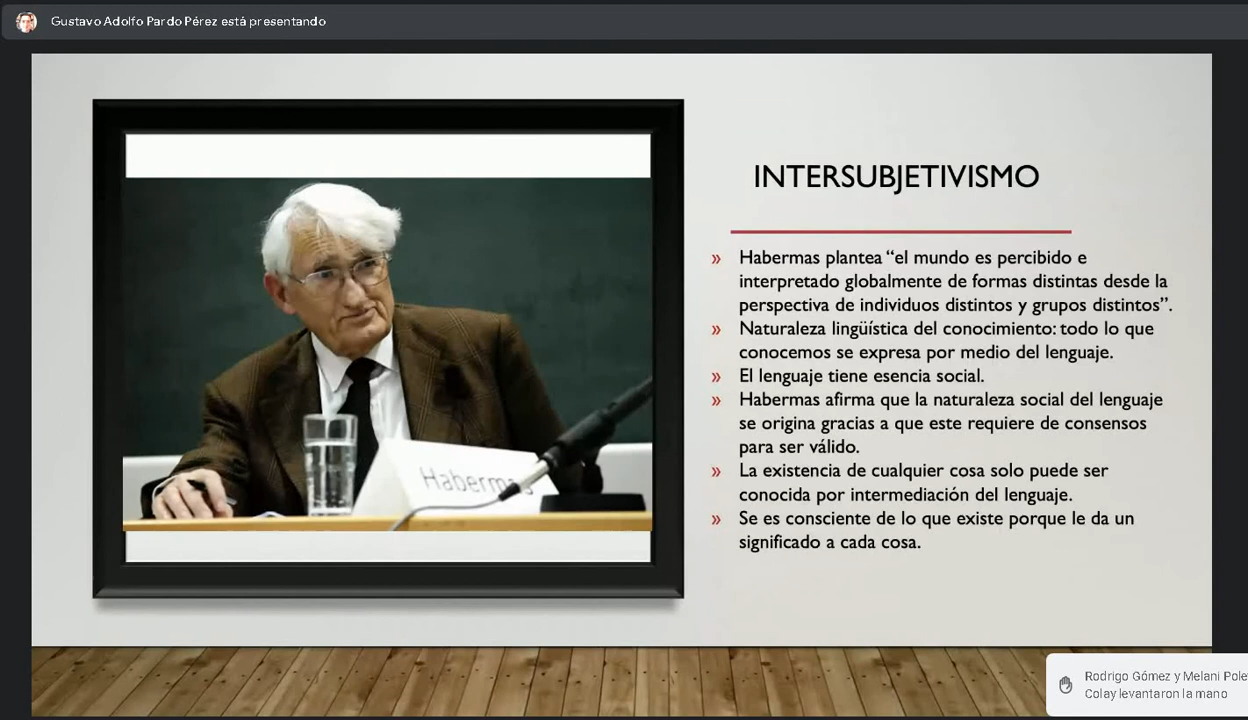 Gustavo Adolfo Pardo Pérez está presentando
INTERSUBJETIVISMO
» Habermas plantea “el mundo es percibido e
interpretado globalmente de formas distintas desde la
perspectiva de individuos distintos y grupos distintos”.
» Naturaleza lingüística del conocimiento: todo lo que
conocemos se expresa por medio del lenguaje.
» El lenguaje tiene esencia social.
» Habermas afirma que la naturaleza social del lenguaje
se origina gracias a que este requiere de consensos
para ser válido.
» La existencia de cualquier cosa solo puede ser
conocida por intermediación del lenguaje.
» Se es consciente de lo que existe porque le da un
significado a cada cosa.
Habermas
Rodrigo Gómez y Melani
Colay levantaron la mano